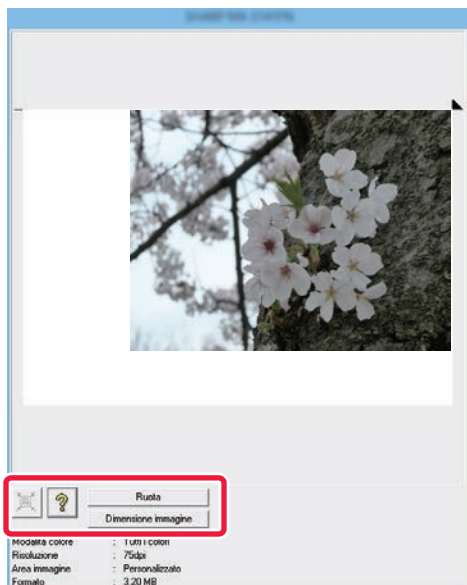 ?
Ruota
Dimensione immagine
Modalità colore : Tutti i colori
Risoluzione : 75dpi
Area immagine : Personalizzato
Formato : 3.20 MB